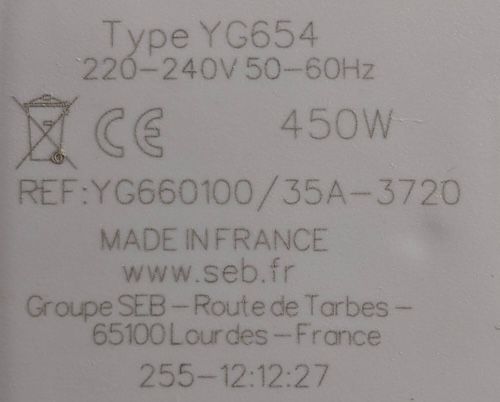 Type YG654
220-240V 50-60Hz
CE 450W
REF:YG660100/35A-3720
MADE IN FRANCE
www.seb.fr
Groupe SEB - Route de Tarbes -
65100 Lourdes - France
255-12:12:27